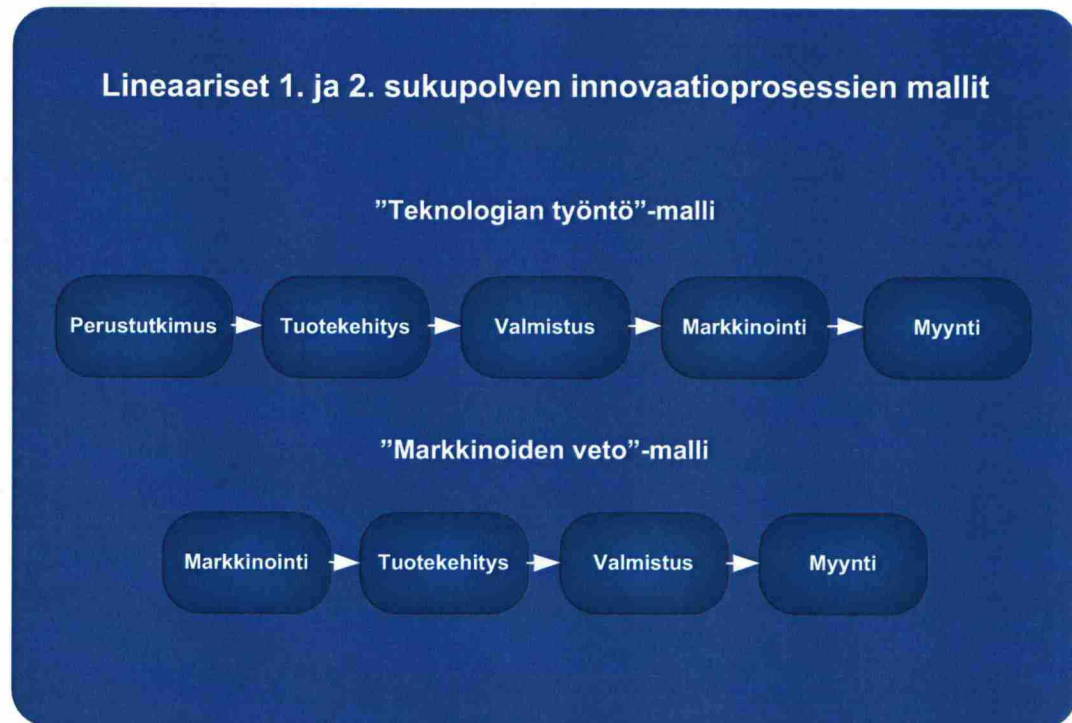 Lineaariset 1. ja 2. sukupolven innovaatioprosessien mallit
”Teknologian työntö”-malli
Perustutkimus
Tuotekehitys
Valmistus
Markkinointi
Myynti
”Markkinoiden veto”-malli
Markkinointi
Tuotekehitys
Valmistus
Myynti